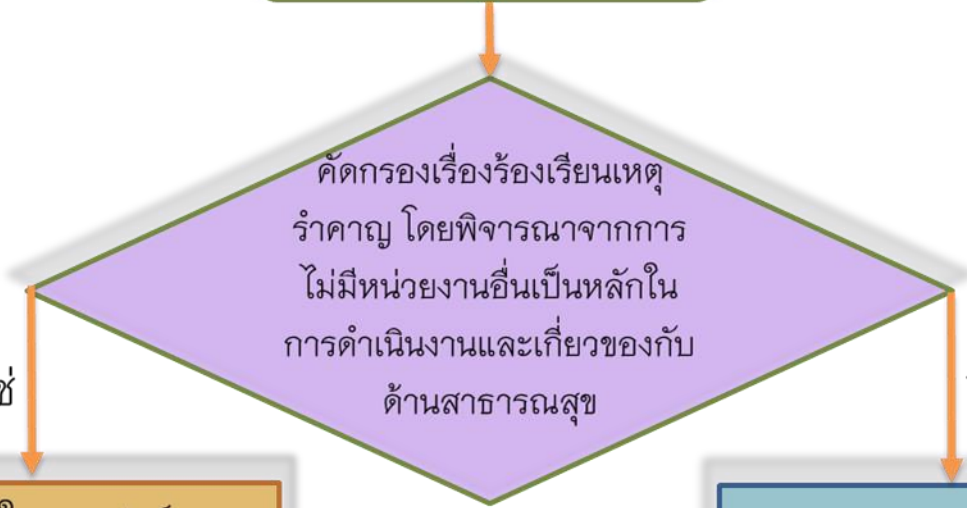 คัดกรองเรื่องร้องเรียนเหตุ
รำคาญ โดยพิจารณาจากการ
ไม่มีหน่วยงานอื่นเป็นหลักใน
การดำเนินงานและเกี่ยวของกับ
ด้านสาธารณสุข